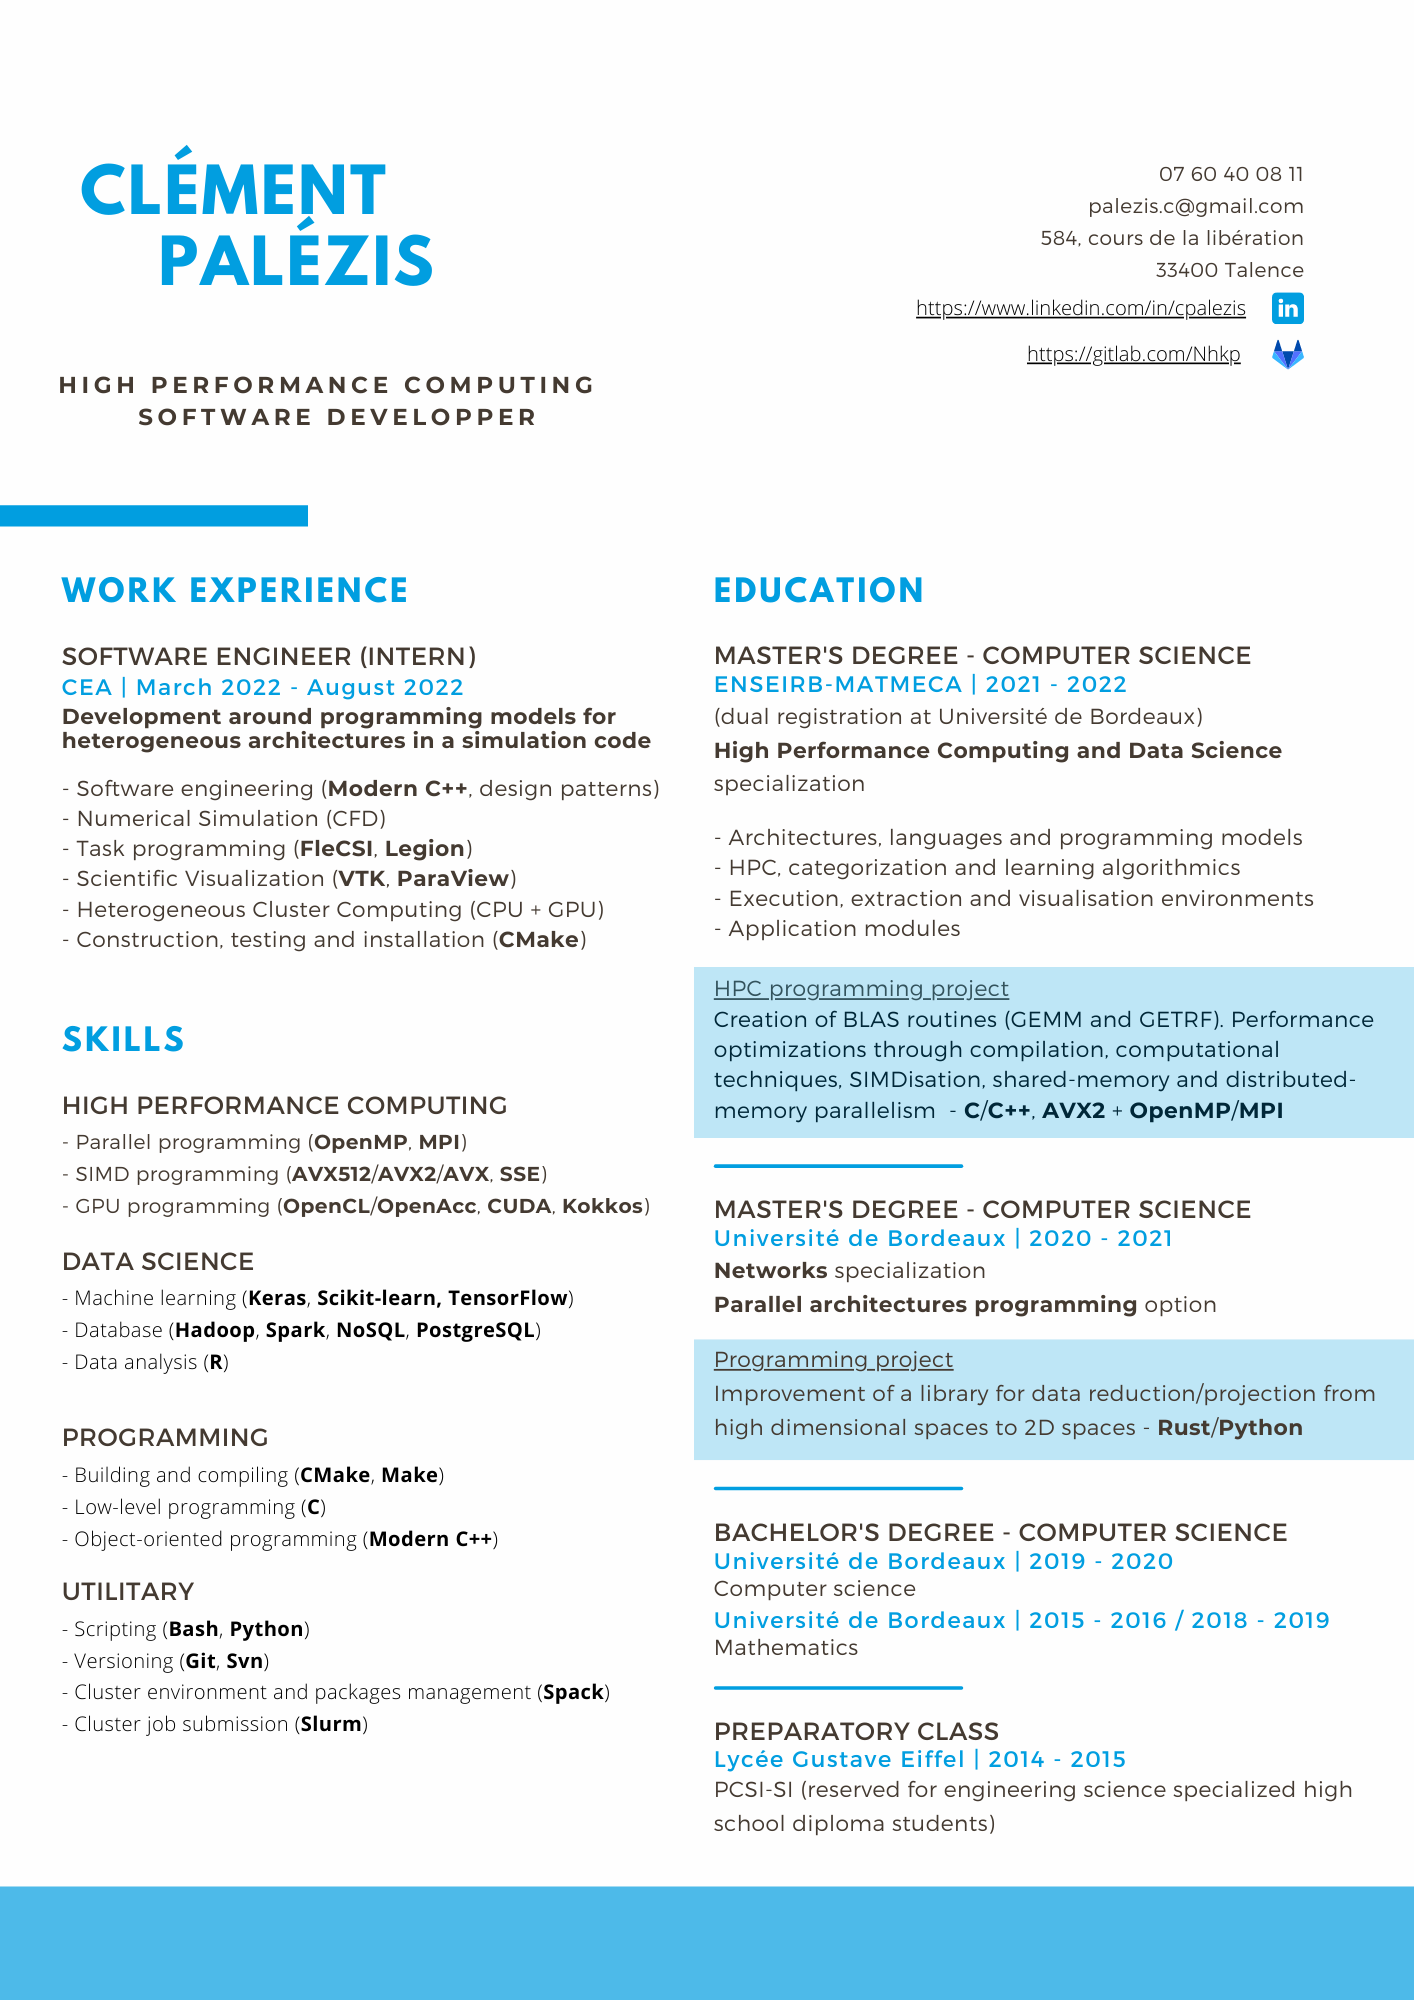 CLÉMENT
PALÉZIS
HIGH PERFORMANCE COMPUTING
SOFTWARE DEVELOPPER
07 60 40 08 11
palezis.c@gmail.com
584, cours de la libération
33400 Talence
https://www.linkedin.com/in/cpalezis
in
https://gitlab.com/Nhkp
WORK EXPERIENCE
SOFTWARE ENGINEER (INTERN)
CEA | March 2022 - August 2022
Development around programming models for
heterogeneous architectures in a simulation code
- Software engineering (Modern C++, design patterns)
- Numerical Simulation (CFD)
- Task programming (FleCSI, Legion)
- Scientific Visualization (VTK, ParaView)
- Heterogeneous Cluster Computing (CPU + GPU)
- Construction, testing and installation (CMake)
SKILLS
HIGH PERFORMANCE COMPUTING
- Parallel programming (OpenMP, MPI)
- SIMD programming (AVX512/AVX2/AVX, SSE)
- GPU programming (OpenCL/OpenAcc, CUDA, Kokkos)
DATA SCIENCE
- Machine learning (Keras, Scikit-learn, TensorFlow)
- Database (Hadoop, Spark, NoSQL, PostgreSQL)
- Data analysis (R)
PROGRAMMING
- Building and compiling (CMake, Make)
- Low-level programming (C)
- Object-oriented programming (Modern C++)
UTILITARY
- Scripting (Bash, Python)
- Versioning (Git, Svn)
- Cluster environment and packages management (Spack)
- Cluster job submission (Slurm)
EDUCATION
MASTER'S DEGREE - COMPUTER SCIENCE
ENSEIRB-MATMECA | 2021 - 2022
(dual registration at Université de Bordeaux)
High Performance Computing and Data Science
specialization
- Architectures, languages and programming models
- HPC, categorization and learning algorithmics
- Execution, extraction and visualisation environments
- Application modules
HPC programming project
Creation of BLAS routines (GEMM and GETRF). Performance
optimizations through compilation, computational
techniques, SIMDisation, shared-memory and distributed-
memory parallelism - C/C++, AVX2 + OpenMP/MPI
MASTER'S DEGREE - COMPUTER SCIENCE
Université de Bordeaux | 2020 - 2021
Networks specialization
Parallel architectures programming option
Programming project
Improvement of a library for data reduction/projection from
high dimensional spaces to 2D spaces - Rust/Python
BACHELOR'S DEGREE - COMPUTER SCIENCE
Université de Bordeaux | 2019 - 2020
Computer science
Université de Bordeaux | 2015 - 2016 / 2018 - 2019
Mathematics
PREPARATORY CLASS
Lycée Gustave Eiffel | 2014 - 2015
PCSI-SI (reserved for engineering science specialized high
school diploma students)